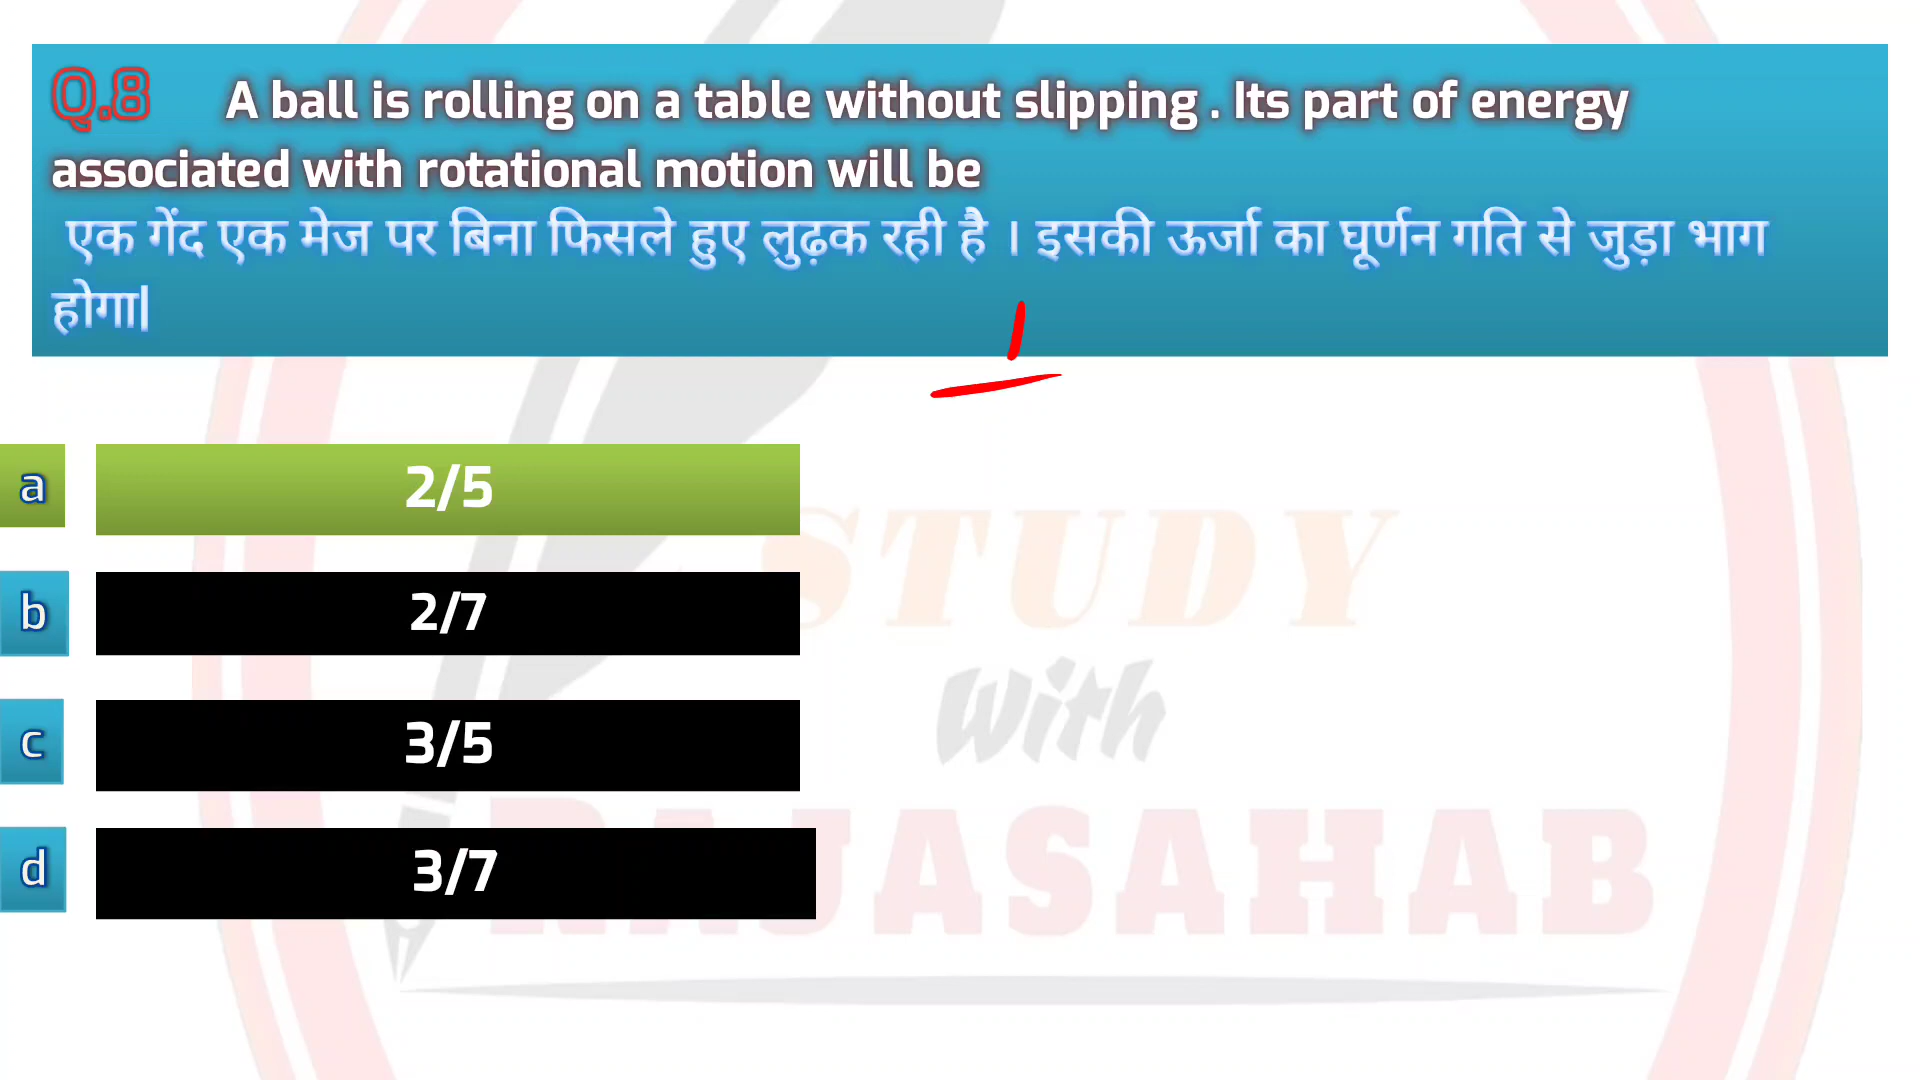 Q.8 A ball is rolling on a table without slipping . Its part of energy
associated with rotational motion will be
एक गेंद एक मेज पर बिना फिसले हुए लुढ़क रही है । इसकी ऊर्जा का घूर्णन गति से जुड़ा भाग
होगा|
a 2/5
b 2/7
c 3/5
d 3/7
STUDY
With
RAJASAHAB